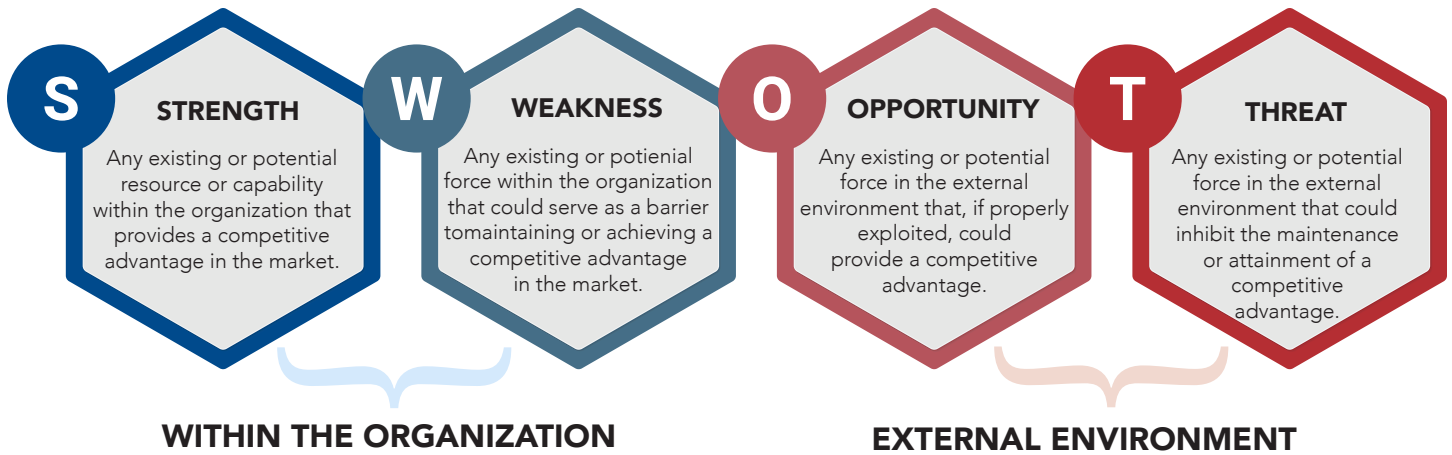 S
STRENGTH
Any existing or potential
resource or capability
within the organization that
provides a competitive
advantage in the market.
W
WEAKNESS
Any existing or potienial
force within the organization
that could serve as a barrier
tomaintaining or achieving a
competitive advantage
in the market.
O
OPPORTUNITY
Any existing or potential
force in the external
environment that, if properly
exploited, could
provide a competitive
advantage.
T
THREAT
Any existing or potential
force in the external
environment that could
inhibit the maintenance
or attainment of a
competitive
advantage.
WITHIN THE ORGANIZATION
EXTERNAL ENVIRONMENT